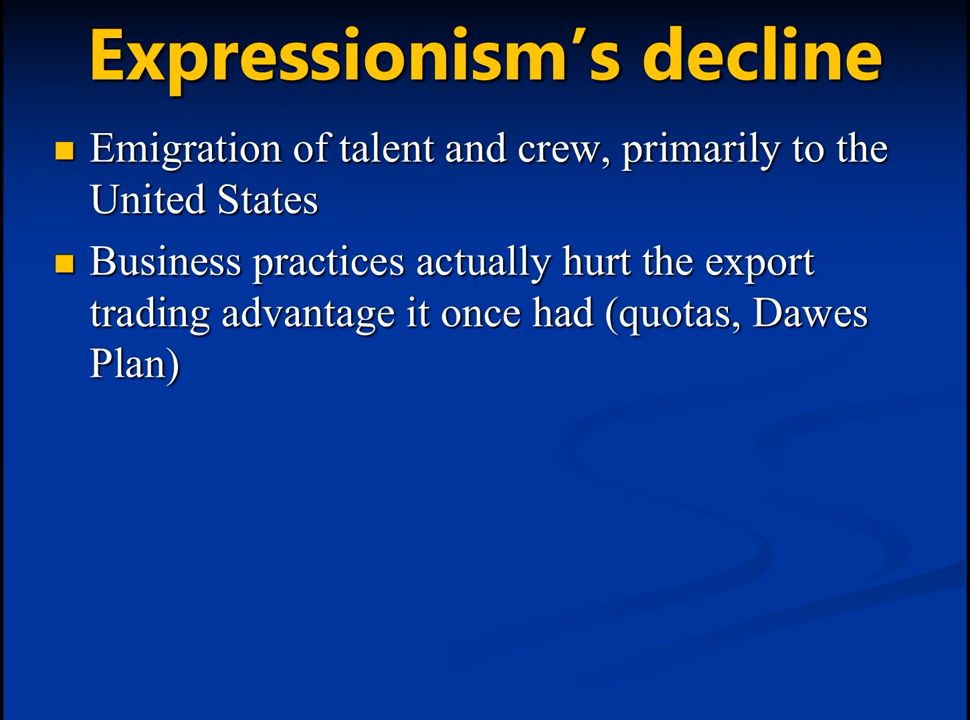 Expressionism’s decline
Emigration of talent and crew, primarily to the
United States
Business practices actually hurt the export
trading advantage it once had (quotas, Dawes
Plan)